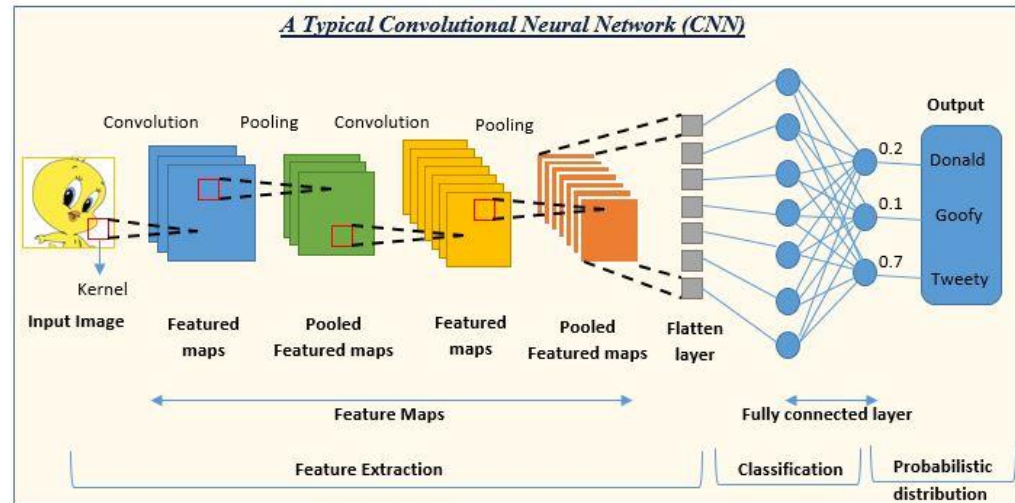 A Typical Convolutional Neural Network (CNN)
Convolution
Pooling
Convolution
Pooling
Output
0.2
Donald
0.1
Goofy
0.7
Tweety
Kernel
Input Image
Featured
maps
Pooled
Featured maps
Featured
maps
Pooled
Featured maps
Flatten
layer
Feature Maps
Fully connected layer
Feature Extraction
Classification
Probabilistic
distribution